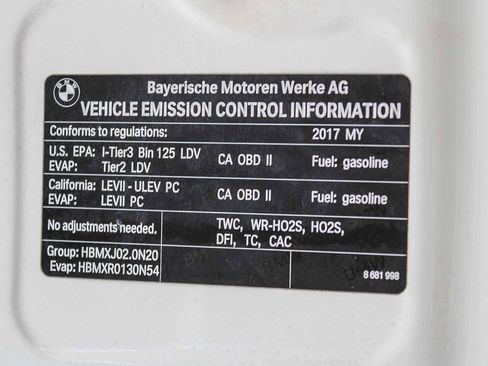 BMW
Bayerische Motoren Werke AG
VEHICLE EMISSION CONTROL INFORMATION
Conforms to regulations: 2017 MY
U.S. EPA: I-Tier3 Bin 125 LDV CA OBD II Fuel: gasoline
EVAP: Tier2 LDV
California: LEVII - ULEV PC CA OBD II Fuel: gasoline
EVAP: LEVII PC
No adjustments needed. TWC, WR-HO2S, HO2S,
DFI, TC, CAC
Group: HBMXJ02.0N20
Evap: HBMXR0130N54 8 681 998